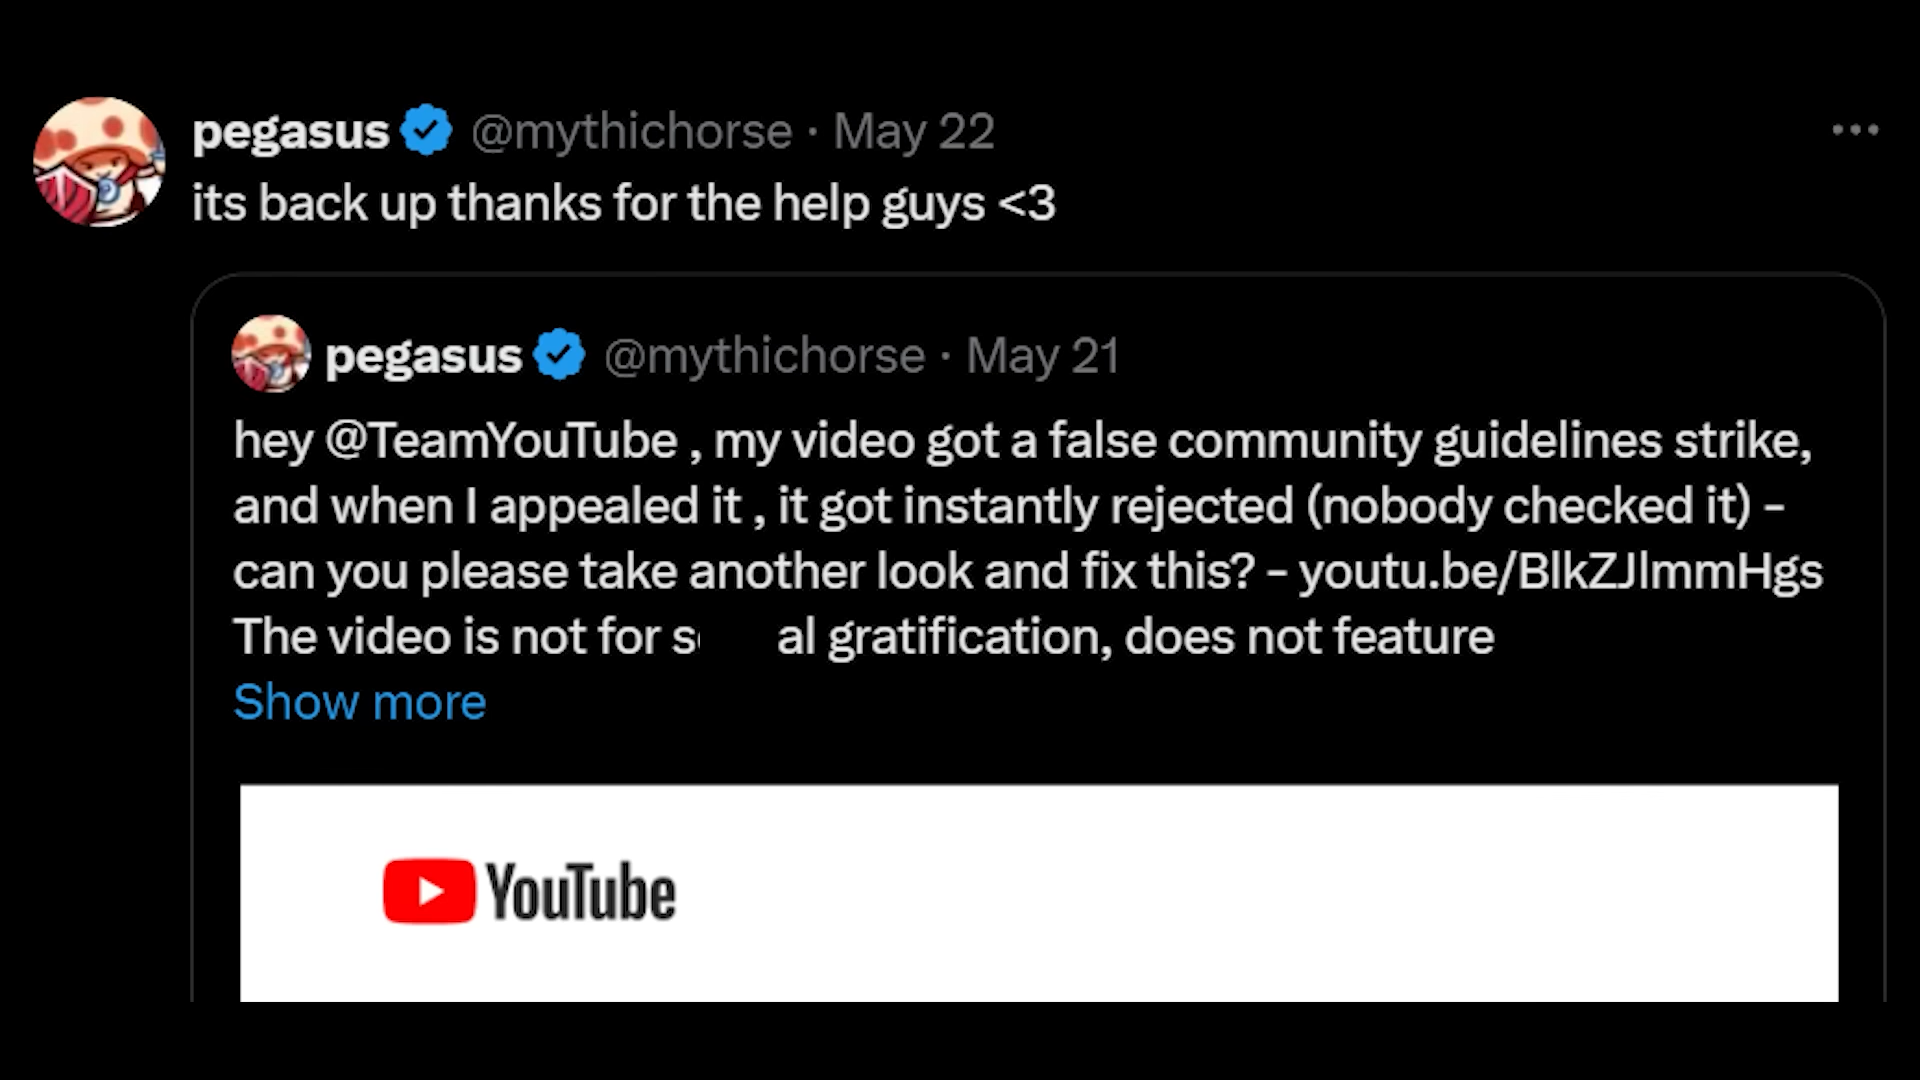 pegasus @mythichorse · May 22
its back up thanks for the help guys <3
pegasus @mythichorse · May 21
hey @TeamYouTube , my video got a false community guidelines strike,
and when I appealed it , it got instantly rejected (nobody checked it) -
can you please take another look and fix this? - youtu.be/BlkZJlmmHgs
The video is not for s al gratification, does not feature
Show more
YouTube